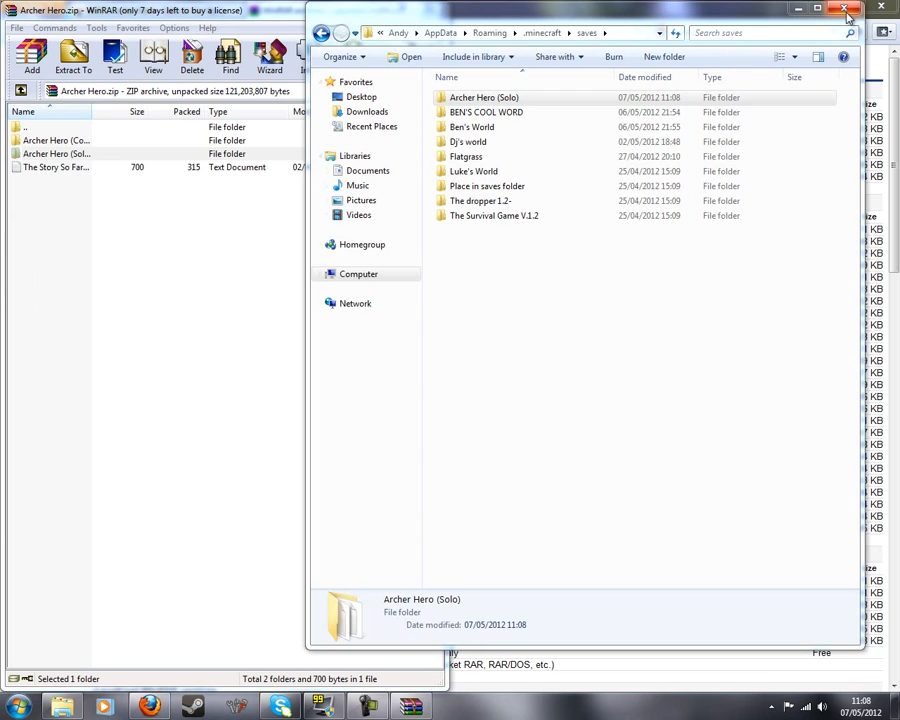 Archer Hero.zip - WinRAR (only 7 days left to buy a license)
File Commands Tools Favorites Options Help
Add Extract To Test View Delete Find Wizard
Archer Hero.zip - ZIP archive, unpacked size 121,203,807 bytes
Name Size Packed Type
.. File folder
Archer Hero (Co... File folder
Archer Hero (Sol... File folder
The Story So Far... 700 315 Text Document 02/
Selected 1 folder Total 2 folders and 700 bytes in 1 file
« Andy AppData Roaming .minecraft saves Search saves
Organize Open Include in library Share with Burn New folder
Favorites
Desktop
Downloads
Recent Places
Libraries
Documents
Music
Pictures
Videos
Homegroup
Computer
Network
Name Date modified Type Size
Archer Hero (Solo) 07/05/2012 11:08 File folder
BEN'S COOL WORD 06/05/2012 21:54 File folder
Ben's World 06/05/2012 21:55 File folder
Dj's world 02/05/2012 18:48 File folder
Flatgrass 27/04/2012 20:10 File folder
Luke's World 25/04/2012 15:09 File folder
Place in saves folder 25/04/2012 15:09 File folder
The dropper 1.2- 25/04/2012 15:09 File folder
The Survival Game V.1.2 25/04/2012 15:09 File folder
Archer Hero (Solo)
File folder
Date modified: 07/05/2012 11:08
Free
ket RAR, RAR/DOS, etc.)
99
11:08
07/05/2012